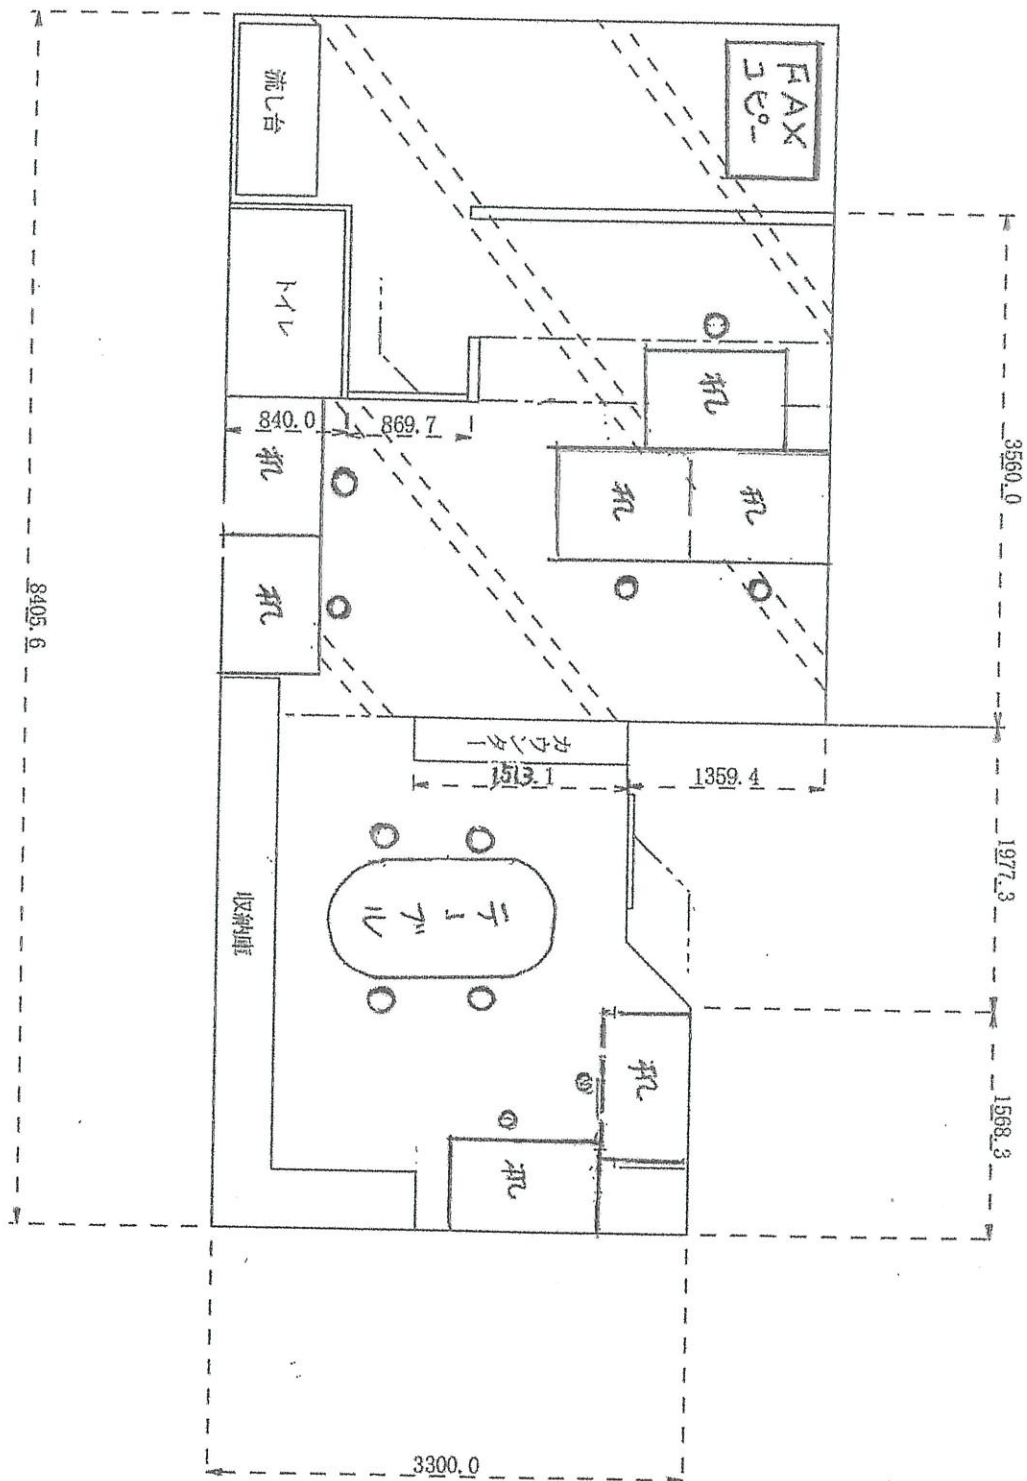 FAX
コピー
流し台
トイレ
机
机
机
机
机
840.0
869.7
3560.0
8405.6
カウンター
1513.1
1359.4
1977.3
テーブル
収納庫
机
机
1568.3
3300.0